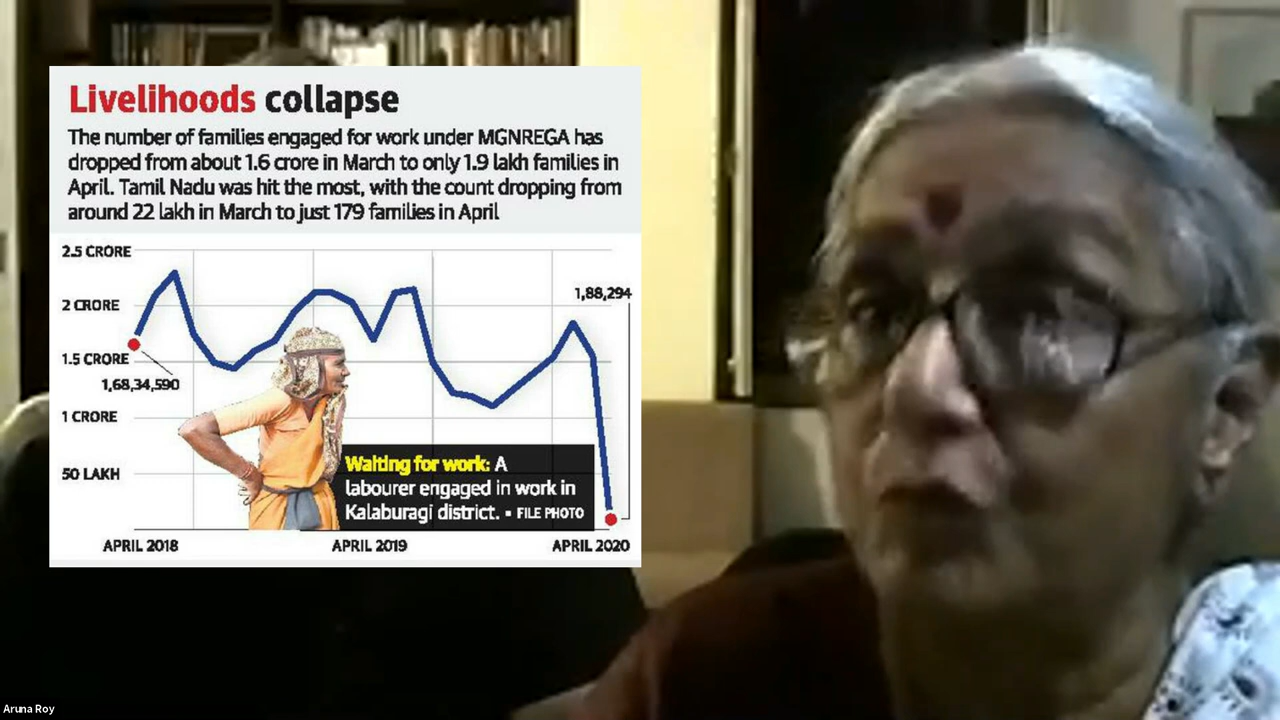 Livelihoods collapse
The number of families engaged for work under MGNREGA has
dropped from about 1.6 crore in March to only 1.9 lakh families in
April. Tamil Nadu was hit the most, with the count dropping from
around 22 lakh in March to just 179 families in April
2.5 CRORE
2 CRORE
1,88,294
1.5 CRORE
1,68,34,590
1 CRORE
50 LAKH
Waiting for work: A
labourer engaged in work in
Kalaburagi district. ▪ FILE PHOTO
APRIL 2018
APRIL 2019
APRIL 2020
Aruna Roy